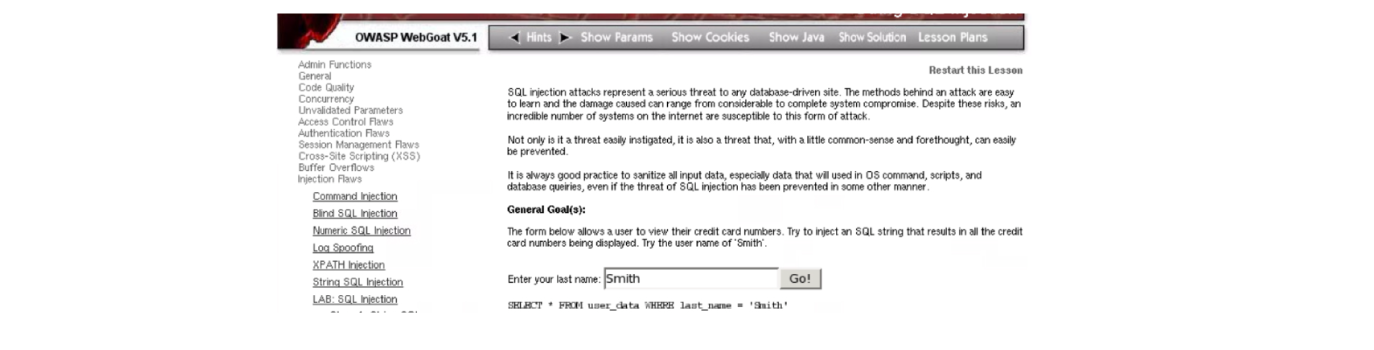 OWASP WebGoat V5.1
Hints Show Params Show Cookies Show Java Show Solution Lesson Plans
Restart this Lesson
Admin Functions
General
Code Quality
Concurrency
Unvalidated Parameters
Access Control Flaws
Authentication Flaws
Session Management Flaws
Cross-Site Scripting (XSS)
Buffer Overflows
Injection Flaws
Command Injection
Blind SQL Injection
Numeric SQL Injection
Log Spoofing
XPATH Injection
String SQL Injection
LAB: SQL Injection
SQL injection attacks represent a serious threat to any database-driven site. The methods behind an attack are easy
to learn and the damage caused can range from considerable to complete system compromise. Despite these risks, an
incredible number of systems on the internet are susceptible to this form of attack.
Not only is it a threat easily instigated, it is also a threat that, with a little common-sense and forethought, can easily
be prevented.
It is always good practice to sanitize all input data, especially data that will used in OS command, scripts, and
database queiries, even if the threat of SQL injection has been prevented in some other manner.
General Goal(s):
The form below allows a user to view their credit card numbers. Try to inject an SQL string that results in all the credit
card numbers being displayed. Try the user name of 'Smith'.
Enter your last name: Smith Go!
SELECT * FROM user_data WHERE last_name = 'Smith'